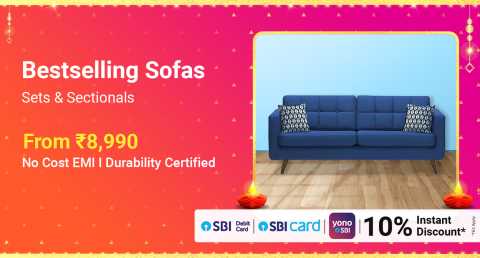 Bestselling Sofas
Sets & Sectionals
From ₹8,990
No Cost EMI I Durability Certified
SBI Debit Card
SBI card
yono SBI
10% Instant Discount*
*T&C Apply